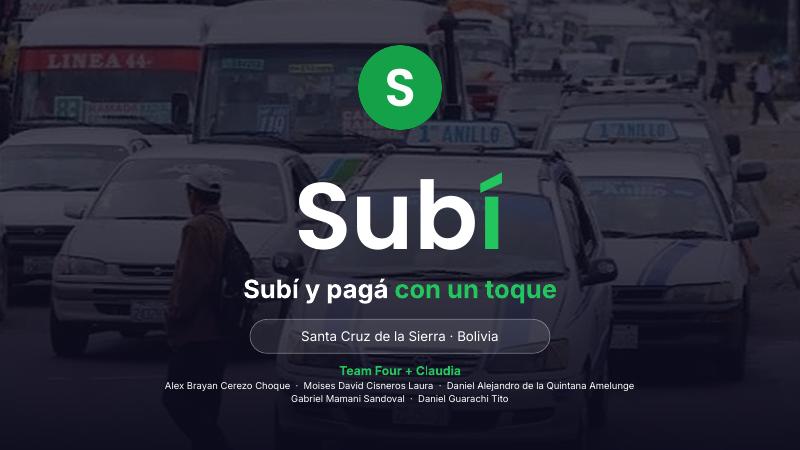 LINEA 44-
S
1° ANILLO
119
Subí
Subí y pagá con un toque
Santa Cruz de la Sierra · Bolivia
Team Four + Claudia
Alex Brayan Cerezo Choque · Moises David Cisneros Laura · Daniel Alejandro de la Quintana Amelunge
Gabriel Mamani Sandoval · Daniel Guarachi Tito